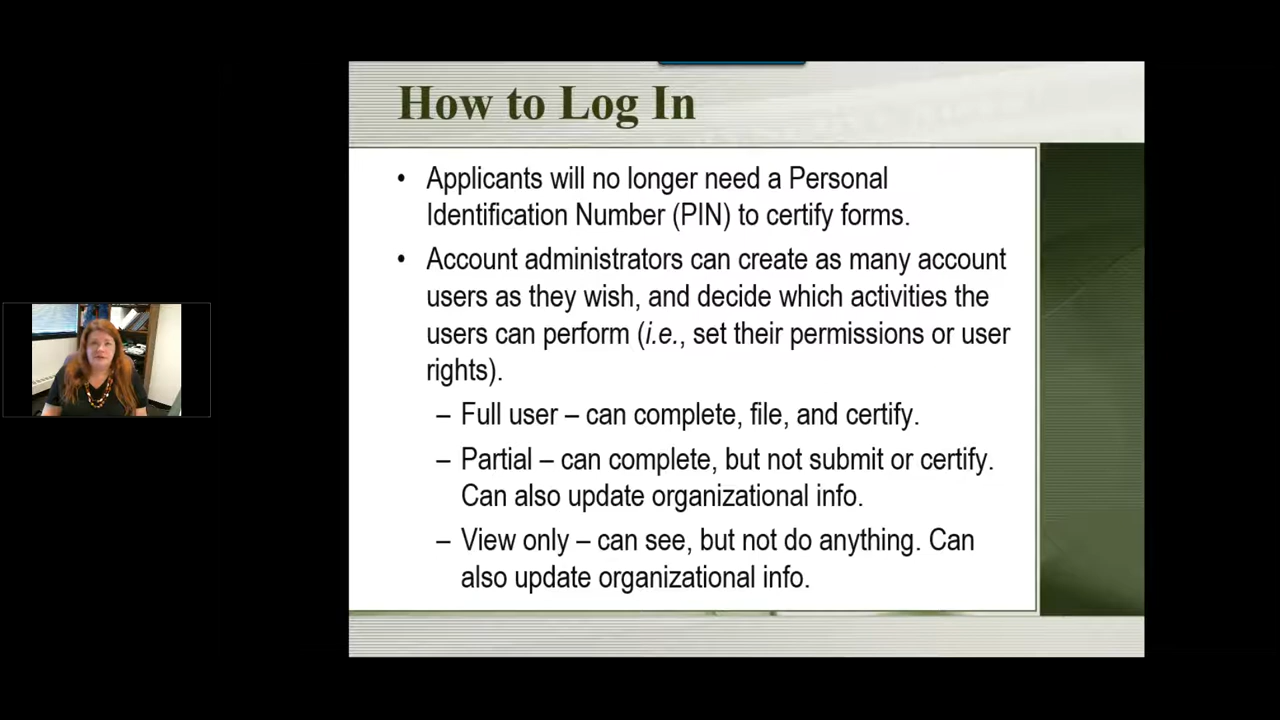 How to Log In
• Applicants will no longer need a Personal
Identification Number (PIN) to certify forms.
• Account administrators can create as many account
users as they wish, and decide which activities the
users can perform (i.e., set their permissions or user
rights).
– Full user – can complete, file, and certify.
– Partial – can complete, but not submit or certify.
Can also update organizational info.
– View only – can see, but not do anything. Can
also update organizational info.